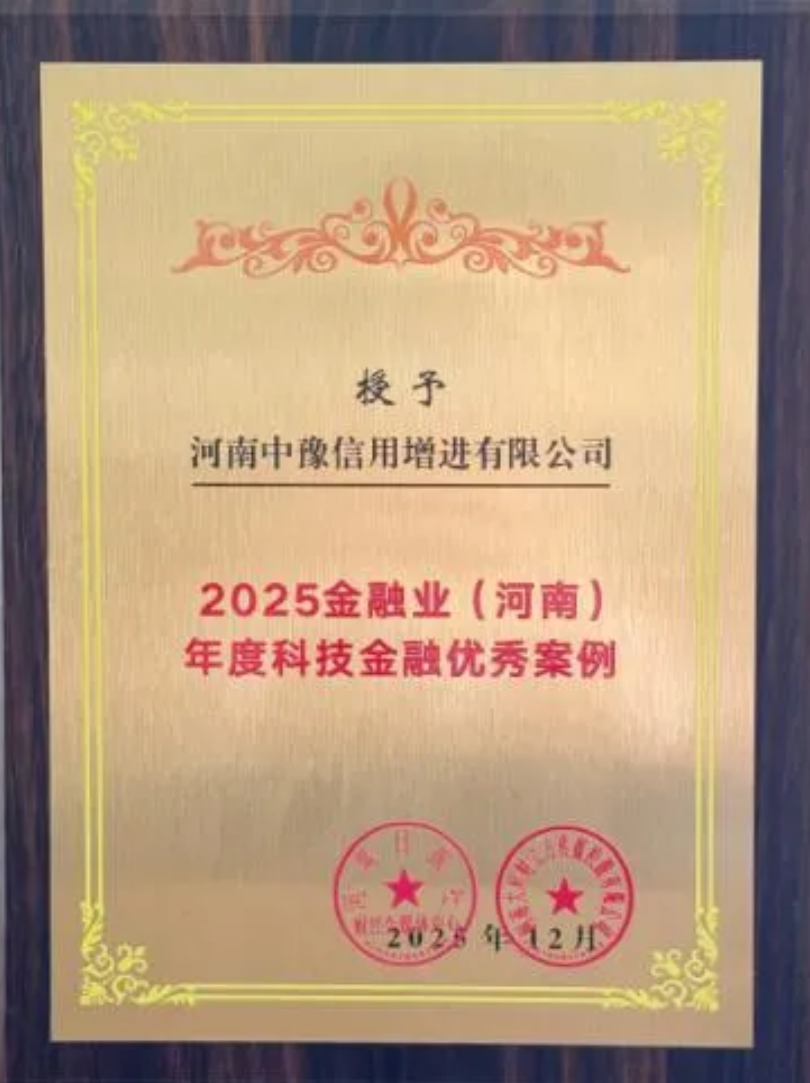 授予
河南中豫信用增进有限公司
2025金融业（河南）
年度科技金融优秀案例
2025年12月